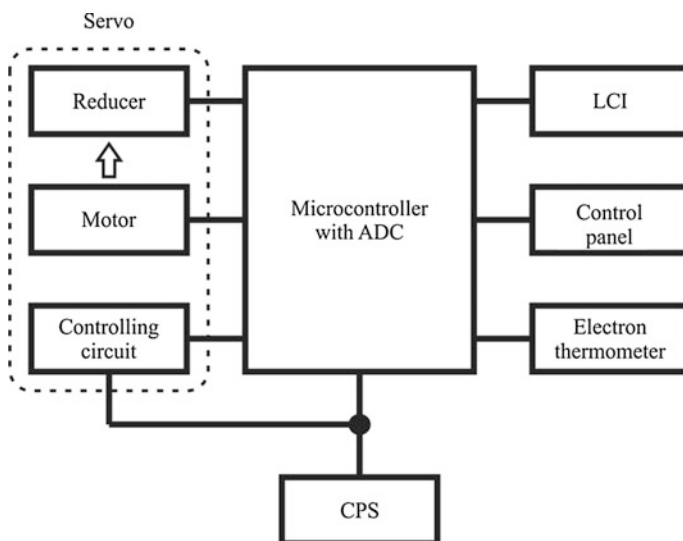 Servo
Reducer
Motor
Controlling
circuit
Microcontroller
with ADC
LCI
Control
panel
Electron
thermometer
CPS